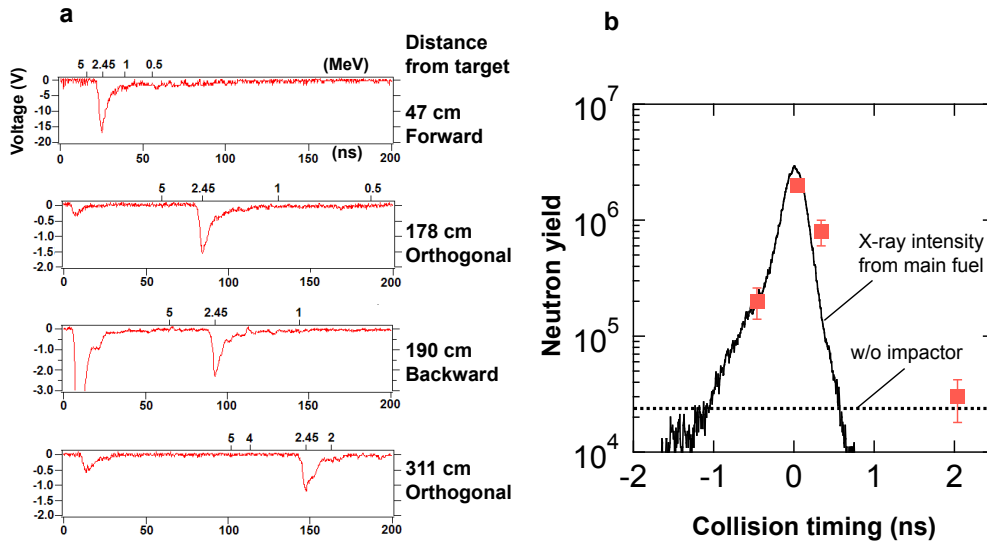 a
Distance
from target
5 2.45 1 0.5 (MeV)
Voltage (V)
0
-5
-10
-15
-20
47 cm
Forward
(ns)
0 50 100 150 200
5 2.45 1 0.5
0
-0.5
-1.0
-1.5
-2.0
178 cm
Orthogonal
0 50 100 150 200
5 2.45 1
0
-1.0
-2.0
-3.0
190 cm
Backward
0 50 100 150 200
5 4 2.45 2
0
-0.5
-1.0
-1.5
-2.0
311 cm
Orthogonal
0 50 100 150 200
b
10^7
10^6
10^5
10^4
Neutron yield
X-ray intensity
from main fuel
w/o impactor
-2 -1 0 1 2
Collision timing (ns)